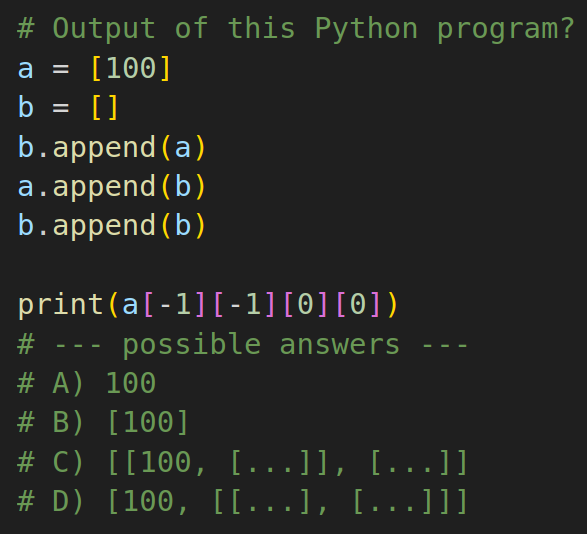 # Output of this Python program?
a = [100]
b = []
b.append(a)
a.append(b)
b.append(b)
print(a[-1][-1][0][0])
# --- possible answers ---
# A) 100
# B) [100]
# C) [[100, [...]], [...]]
# D) [100, [[...], [...]]]